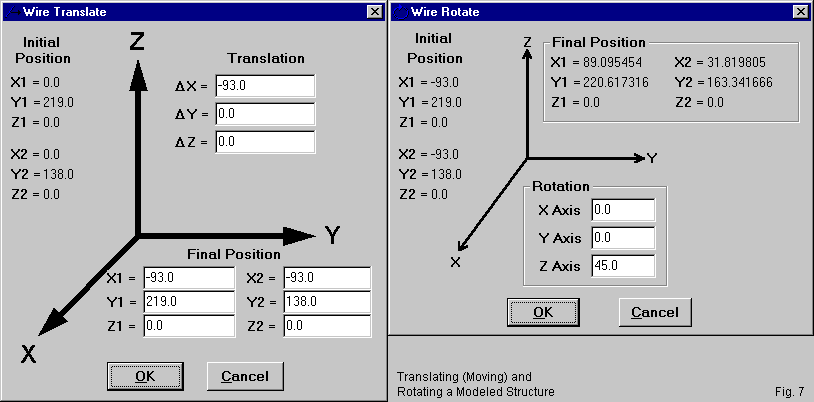 Wire Translate
Initial
Position
X1 = 0.0
Y1 = 219.0
Z1 = 0.0
X2 = 0.0
Y2 = 138.0
Z2 = 0.0
Z
Y
X
Translation
Δ X = -93.0
Δ Y = 0.0
Δ Z = 0.0
Final Position
X1 = -93.0 X2 = -93.0
Y1 = 219.0 Y2 = 138.0
Z1 = 0.0 Z2 = 0.0
OK Cancel
Wire Rotate
Initial
Position
X1 = -93.0
Y1 = 219.0
Z1 = 0.0
X2 = -93.0
Y2 = 138.0
Z2 = 0.0
Z
Y
X
Final Position
X1 = 89.095454 X2 = 31.819805
Y1 = 220.617316 Y2 = 163.341666
Z1 = 0.0 Z2 = 0.0
Rotation
X Axis 0.0
Y Axis 0.0
Z Axis 45.0
OK Cancel
Translating (Moving) and
Rotating a Modeled Structure
Fig. 7